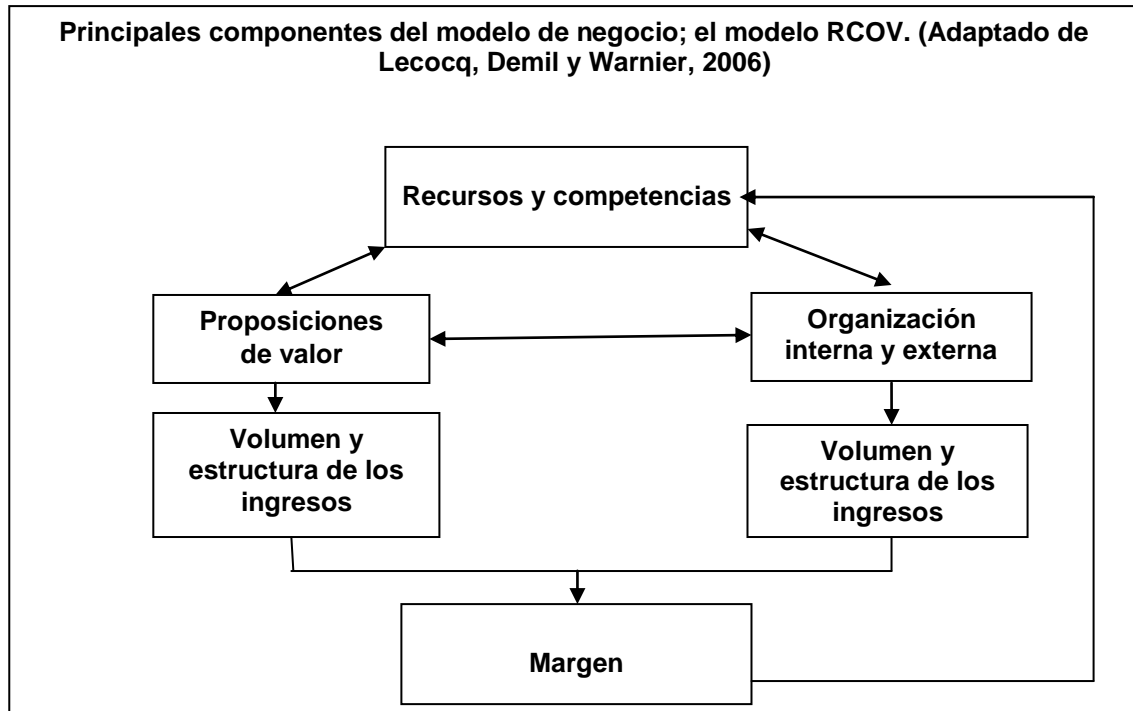 Principales componentes del modelo de negocio; el modelo RCOV. (Adaptado de
Lecocq, Demil y Warnier, 2006)
Recursos y competencias
Proposiciones
de valor
Organización
interna y externa
Volumen y
estructura de los
ingresos
Volumen y
estructura de los
ingresos
Margen